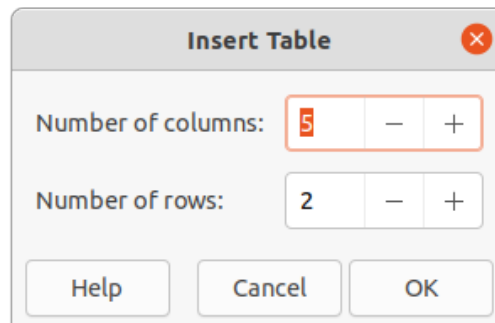 Insert Table
Number of columns: 5
Number of rows: 2
Help Cancel OK